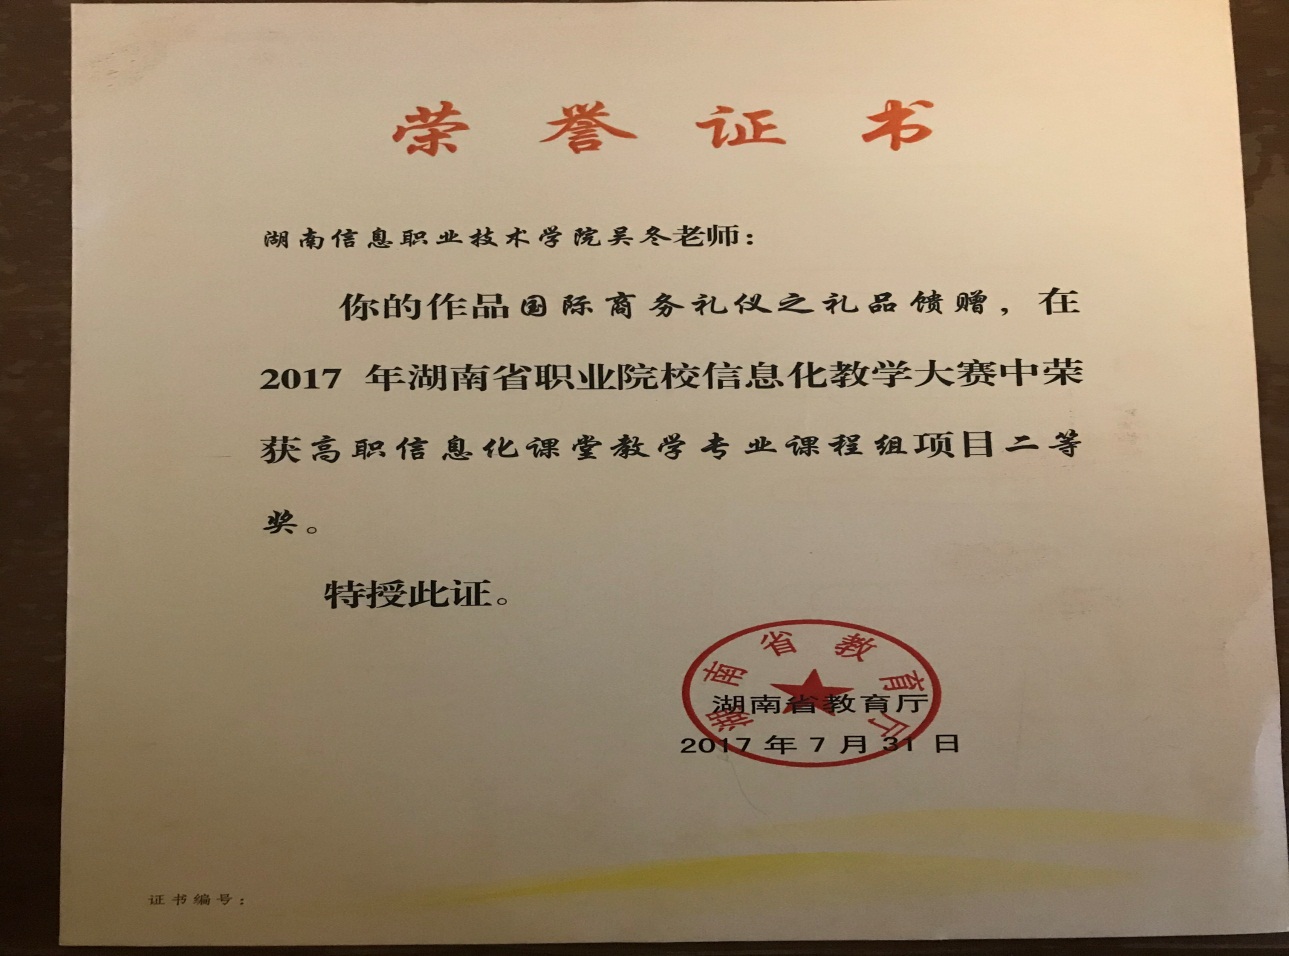 荣誉证书
湖南信息职业技术学院吴冬老师：
你的作品国际商务礼仪之礼品馈赠，在
2017 年湖南省职业院校信息化教学大赛中荣
获高职信息化课堂教学专业课程组项目二等
奖。
特授此证。
湖南省教育厅
湖南省教育厅
2017 年 7 月 31 日
证书编号：